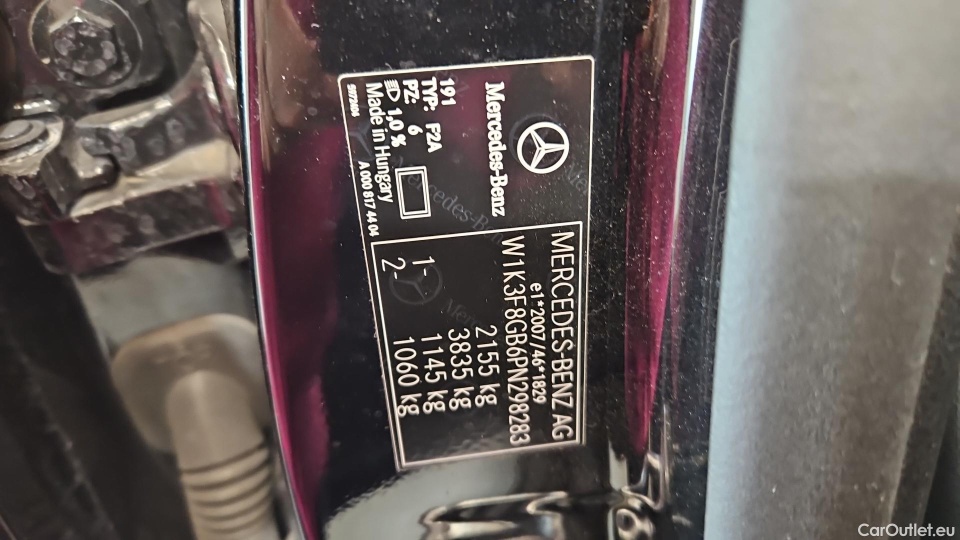 Mercedes-Benz
191
TYP: F2A
PZ: 6
1,0 %
Made in Hungary
A 000 817 44 04
MERCEDES-BENZ AG
e1*2007/46*1829
W1K3F8GB6PN298283
2155 kg
3835 kg
1- 1145 kg
2- 1060 kg
CarOutlet.eu